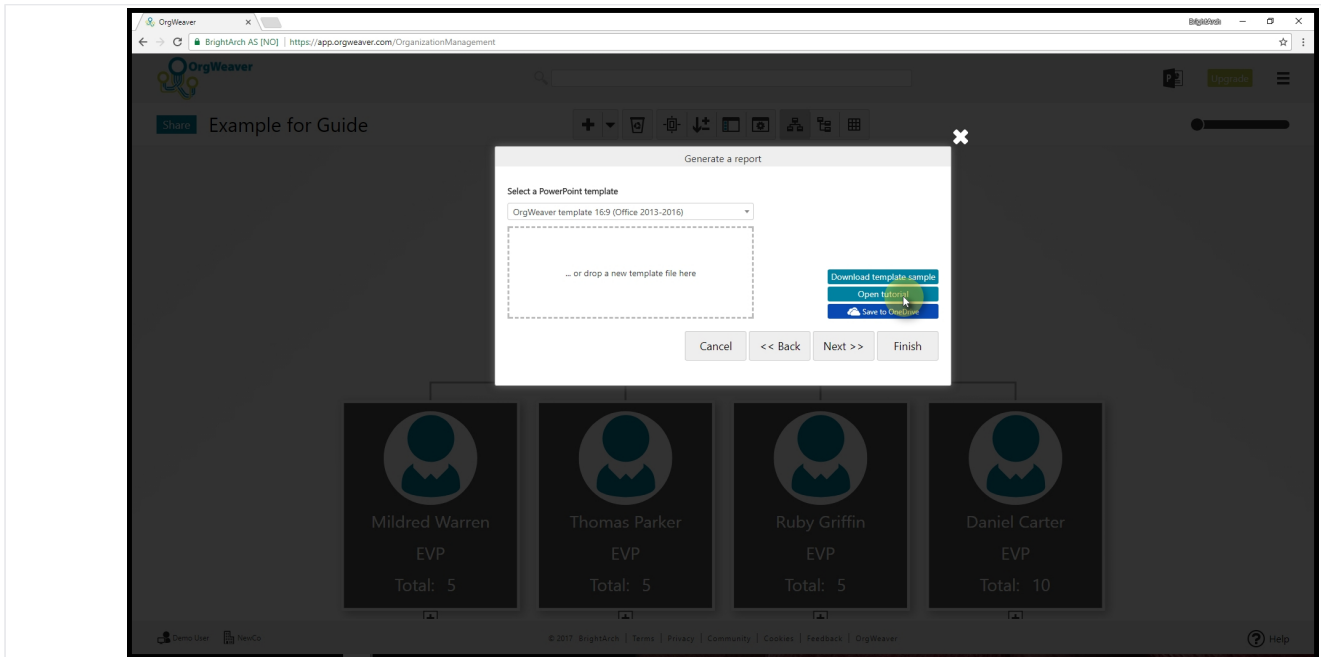 OrgWeaver
BrightArch
BrightArch AS [NO] | https://app.orgweaver.com/OrganizationManagement
OrgWeaver
Upgrade
Share Example for Guide
Generate a report
Select a PowerPoint template
OrgWeaver template 16:9 (Office 2013-2016)
... or drop a new template file here
Download template sample
Open tutorial
Save to OneDrive
Cancel << Back Next >> Finish
Mildred Warren Thomas Parker Ruby Griffin Daniel Carter
EVP EVP EVP EVP
Total: 5 Total: 5 Total: 5 Total: 10
Demo User NewCo © 2017 BrightArch | Terms | Privacy | Community | Cookies | Feedback | OrgWeaver Help